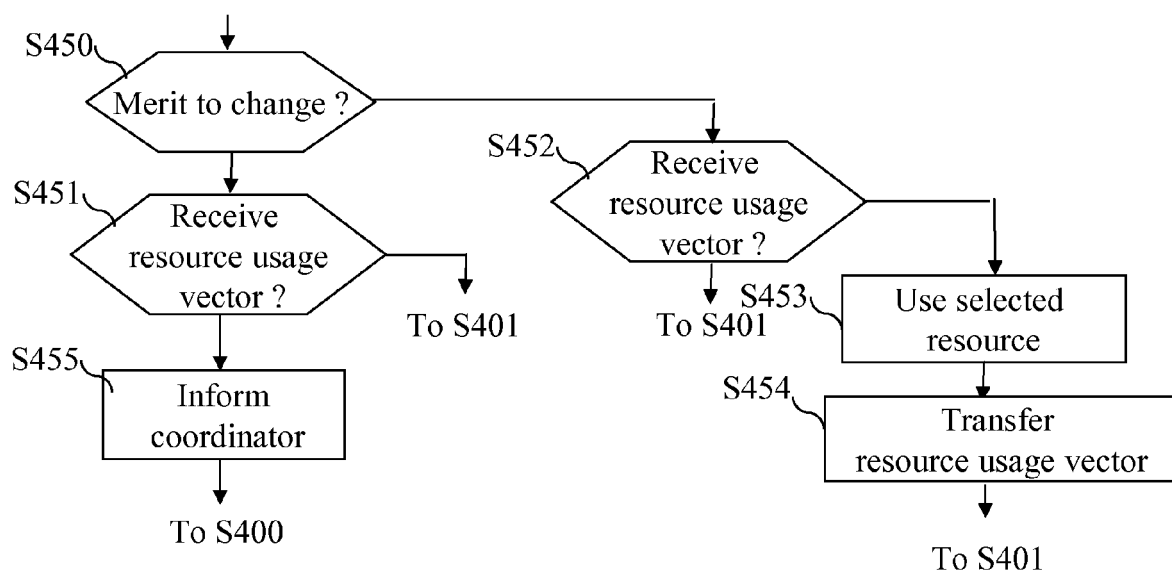 S450
Merit to change ?
S451
Receive
resource usage
vector ?
To S401
S452
Receive
resource usage
vector ?
To S401
S453
Use selected
resource
S454
Transfer
resource usage vector
To S401
S455
Inform
coordinator
To S400